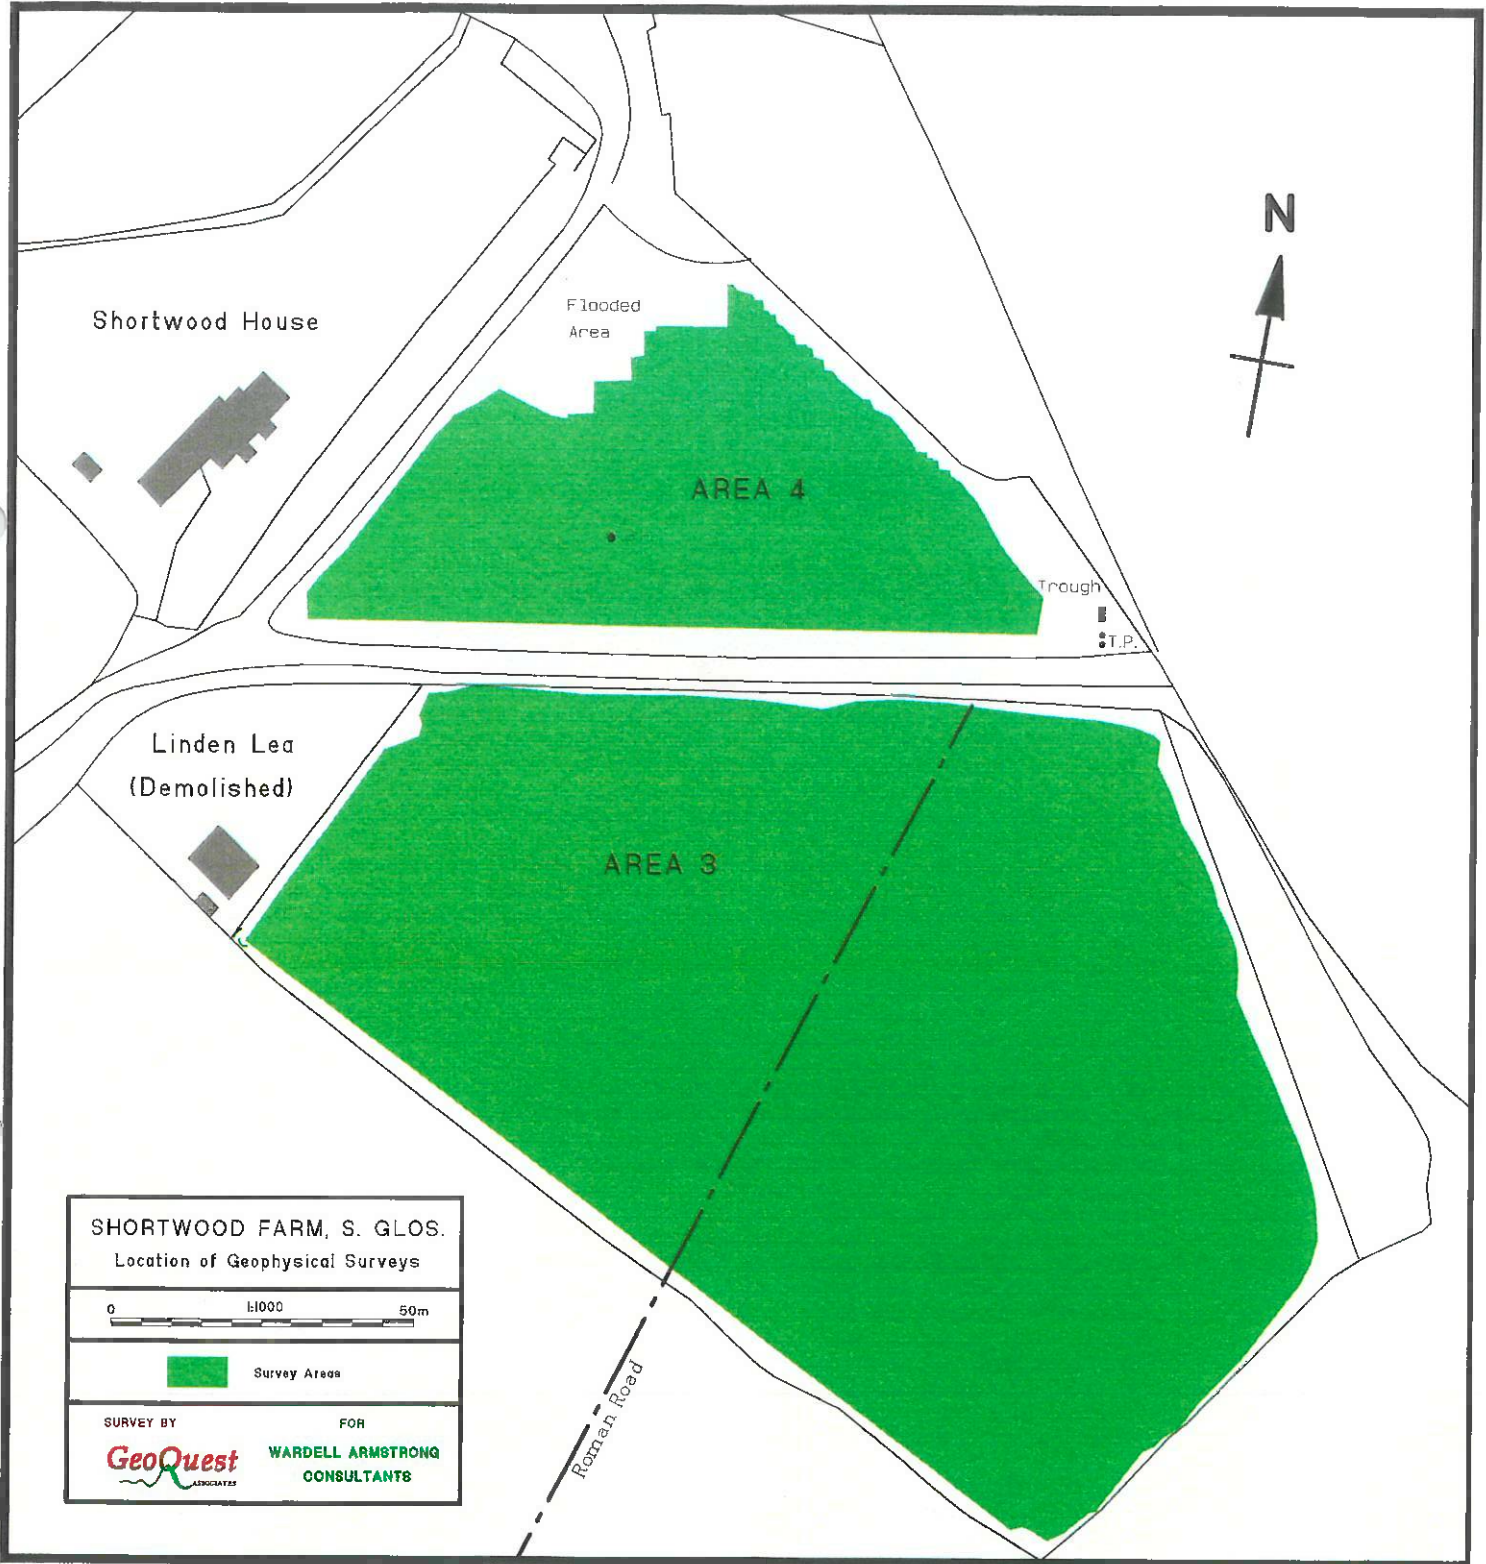 N
Flooded
Area
Shortwood House
AREA 4
Trough
T.P.
Linden Lea
(Demolished)
AREA 3
Roman Road
SHORTWOOD FARM, S. GLOS.
Location of Geophysical Surveys
0 1:1000 50m
Survey Areas
SURVEY BY
GeoQuest
ASSOCIATES
FOR
WARDELL ARMSTRONG
CONSULTANTS